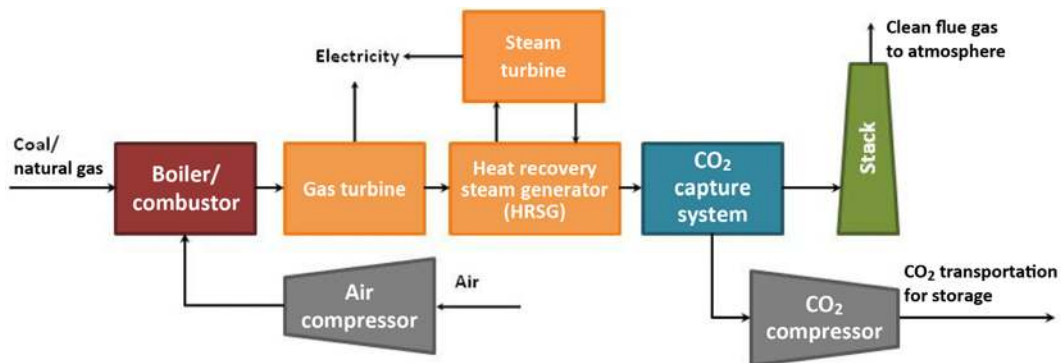 Clean flue gas
to atmosphere
Steam
turbine
Electricity
Coal/
natural gas
Boiler/
combustor
Gas turbine
Heat recovery
steam generator
(HRSG)
CO₂
capture
system
Stack
Air
compressor
Air
CO₂
compressor
CO₂ transportation
for storage